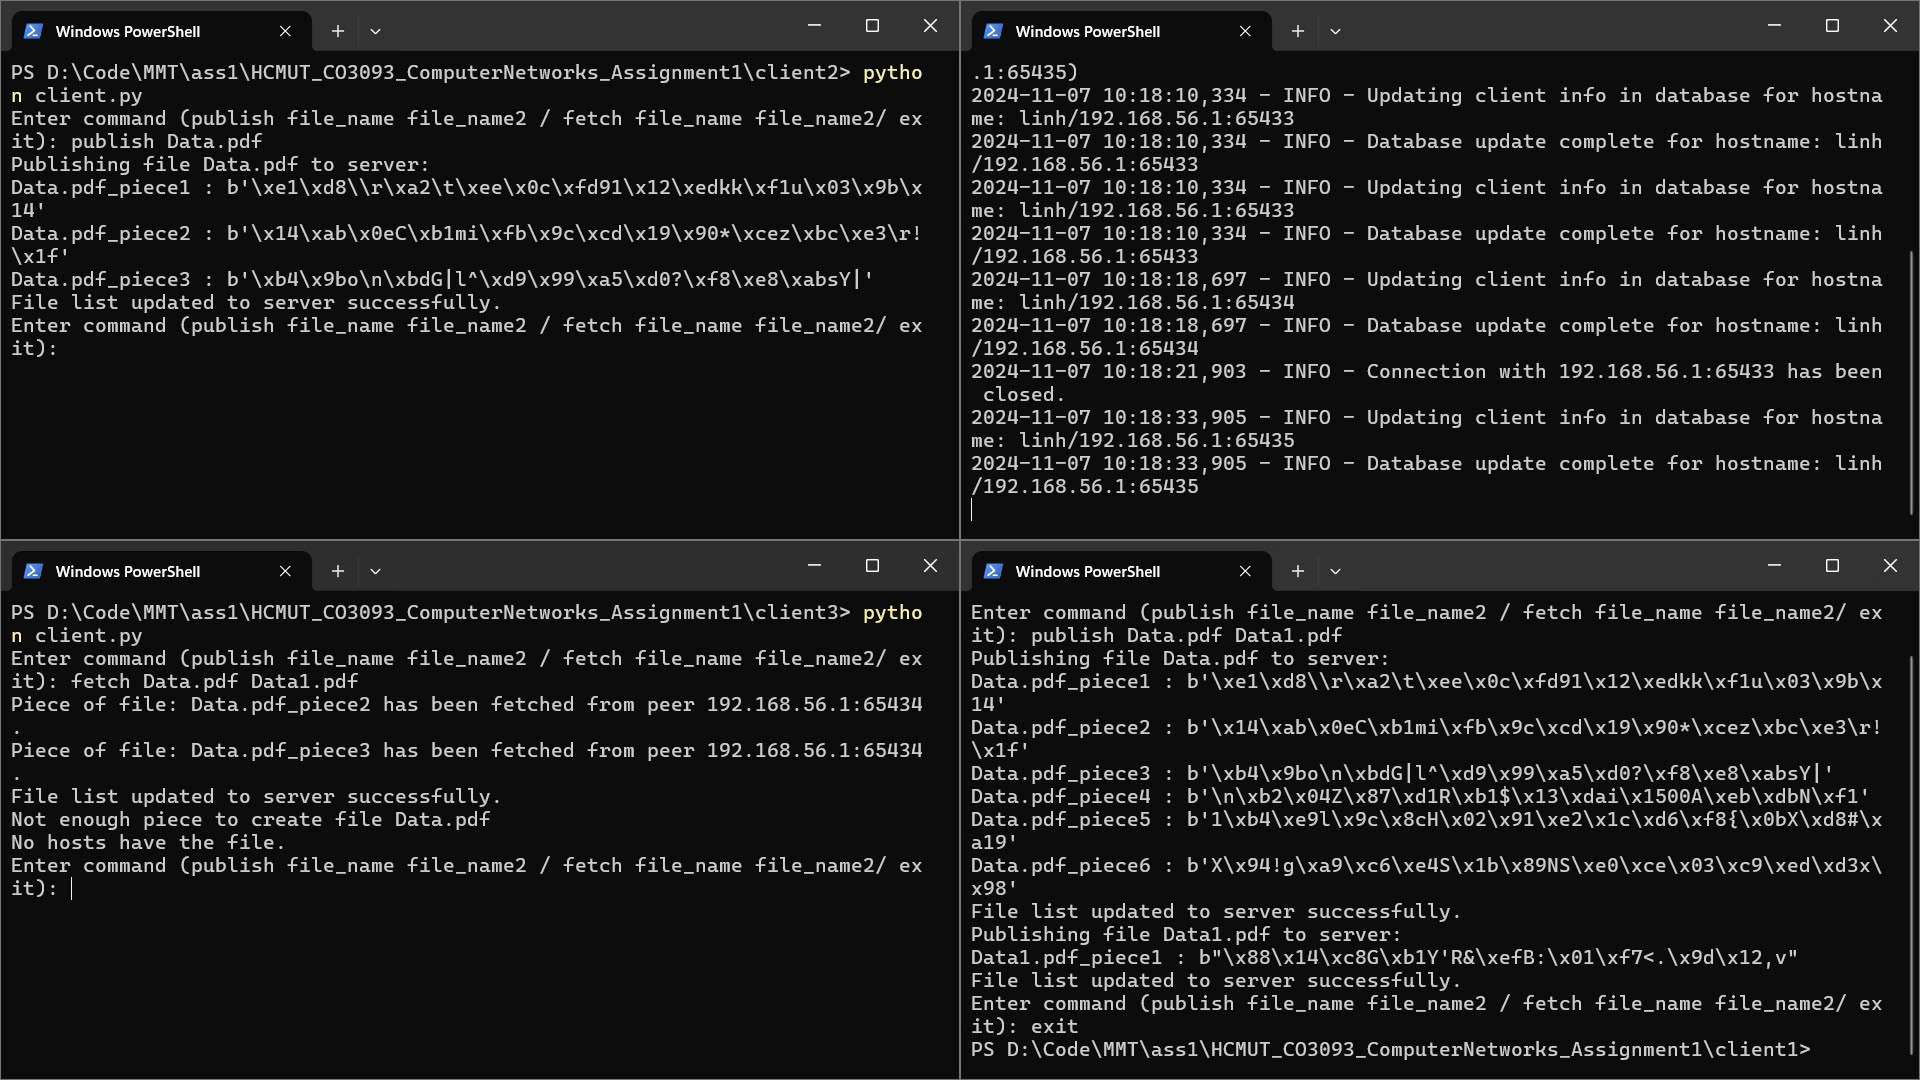 Windows PowerShell
PS D:\Code\MMT\ass1\HCMUT_CO3093_ComputerNetworks_Assignment1\client2> pytho
n client.py
Enter command (publish file_name file_name2 / fetch file_name file_name2/ ex
it): publish Data.pdf
Publishing file Data.pdf to server:
Data.pdf_piece1 : b'\xe1\xd8\\r\xa2\t\xee\x0c\xfd91\x12\xedkk\xf1u\x03\x9b\x
14'
Data.pdf_piece2 : b'\x14\xab\x0eC\xb1mi\xfb\x9c\xcd\x19\x90*\xcez\xbc\xe3\r!
\x1f'
Data.pdf_piece3 : b'\xb4\x9bo\n\xbdG|l^\xd9\x99\xa5\xd0?\xf8\xe8\xabsY|'
File list updated to server successfully.
Enter command (publish file_name file_name2 / fetch file_name file_name2/ ex
it):
Windows PowerShell
.1:65435)
2024-11-07 10:18:10,334 - INFO - Updating client info in database for hostna
me: linh/192.168.56.1:65433
2024-11-07 10:18:10,334 - INFO - Database update complete for hostname: linh
/192.168.56.1:65433
2024-11-07 10:18:10,334 - INFO - Updating client info in database for hostna
me: linh/192.168.56.1:65433
2024-11-07 10:18:10,334 - INFO - Database update complete for hostname: linh
/192.168.56.1:65433
2024-11-07 10:18:18,697 - INFO - Updating client info in database for hostna
me: linh/192.168.56.1:65434
2024-11-07 10:18:18,697 - INFO - Database update complete for hostname: linh
/192.168.56.1:65434
2024-11-07 10:18:21,903 - INFO - Connection with 192.168.56.1:65433 has been
closed.
2024-11-07 10:18:33,905 - INFO - Updating client info in database for hostna
me: linh/192.168.56.1:65435
2024-11-07 10:18:33,905 - INFO - Database update complete for hostname: linh
/192.168.56.1:65435
Windows PowerShell
PS D:\Code\MMT\ass1\HCMUT_CO3093_ComputerNetworks_Assignment1\client3> pytho
n client.py
Enter command (publish file_name file_name2 / fetch file_name file_name2/ ex
it): fetch Data.pdf Data1.pdf
Piece of file: Data.pdf_piece2 has been fetched from peer 192.168.56.1:65434
.
Piece of file: Data.pdf_piece3 has been fetched from peer 192.168.56.1:65434
.
File list updated to server successfully.
Not enough piece to create file Data.pdf
No hosts have the file.
Enter command (publish file_name file_name2 / fetch file_name file_name2/ ex
it):
Windows PowerShell
Enter command (publish file_name file_name2 / fetch file_name file_name2/ ex
it): publish Data.pdf Data1.pdf
Publishing file Data.pdf to server:
Data.pdf_piece1 : b'\xe1\xd8\\r\xa2\t\xee\x0c\xfd91\x12\xedkk\xf1u\x03\x9b\x
14'
Data.pdf_piece2 : b'\x14\xab\x0eC\xb1mi\xfb\x9c\xcd\x19\x90*\xcez\xbc\xe3\r!
\x1f'
Data.pdf_piece3 : b'\xb4\x9bo\n\xbdG|l^\xd9\x99\xa5\xd0?\xf8\xe8\xabsY|'
Data.pdf_piece4 : b'\n\xb2\x04Z\x87\xd1R\xb1$\x13\xdai\x1500A\xeb\xdbN\xf1'
Data.pdf_piece5 : b'1\xb4\xe9l\x9c\x8cH\x02\x91\xe2\x1c\xd6\xf8{\x0bX\xd8#\x
a19'
Data.pdf_piece6 : b'X\x94!g\xa9\xc6\xe4S\x1b\x89NS\xe0\xce\x03\xc9\xed\xd3x\
x98'
File list updated to server successfully.
Publishing file Data1.pdf to server:
Data1.pdf_piece1 : b"\x88\x14\xc8G\xb1Y'R&\xefB:\x01\xf7<.\x9d\x12,v"
File list updated to server successfully.
Enter command (publish file_name file_name2 / fetch file_name file_name2/ ex
it): exit
PS D:\Code\MMT\ass1\HCMUT_CO3093_ComputerNetworks_Assignment1\client1>